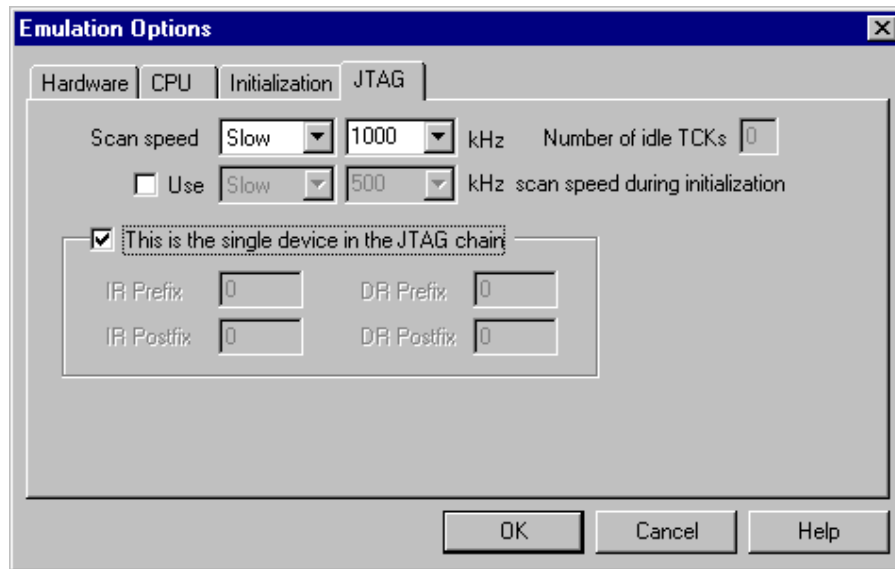 Emulation Options
Hardware CPU Initialization JTAG
Scan speed Slow 1000 kHz Number of idle TCKs 0
Use Slow 500 kHz scan speed during initialization
This is the single device in the JTAG chain
IR Prefix 0 DR Prefix 0
IR Postfix 0 DR Postfix 0
OK Cancel Help